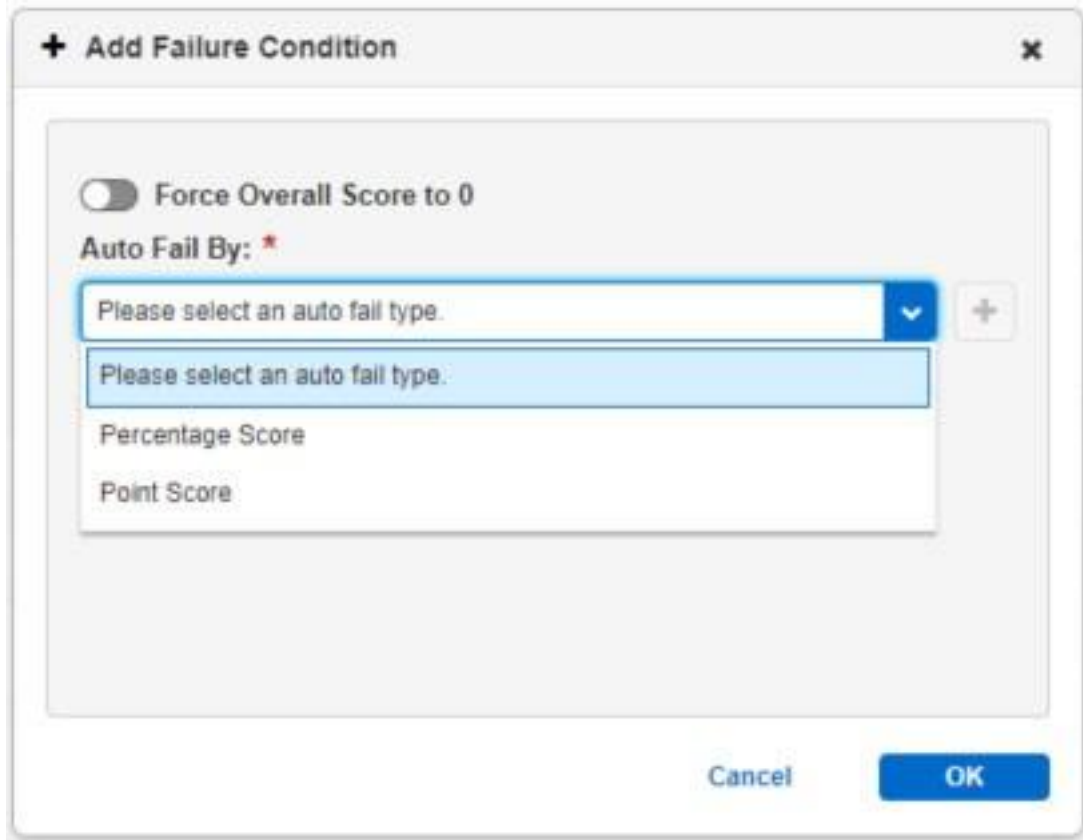 Add Failure Condition
Force Overall Score to 0
Auto Fail By: *
Please select an auto fail type.
Please select an auto fail type.
Percentage Score
Point Score
Cancel OK